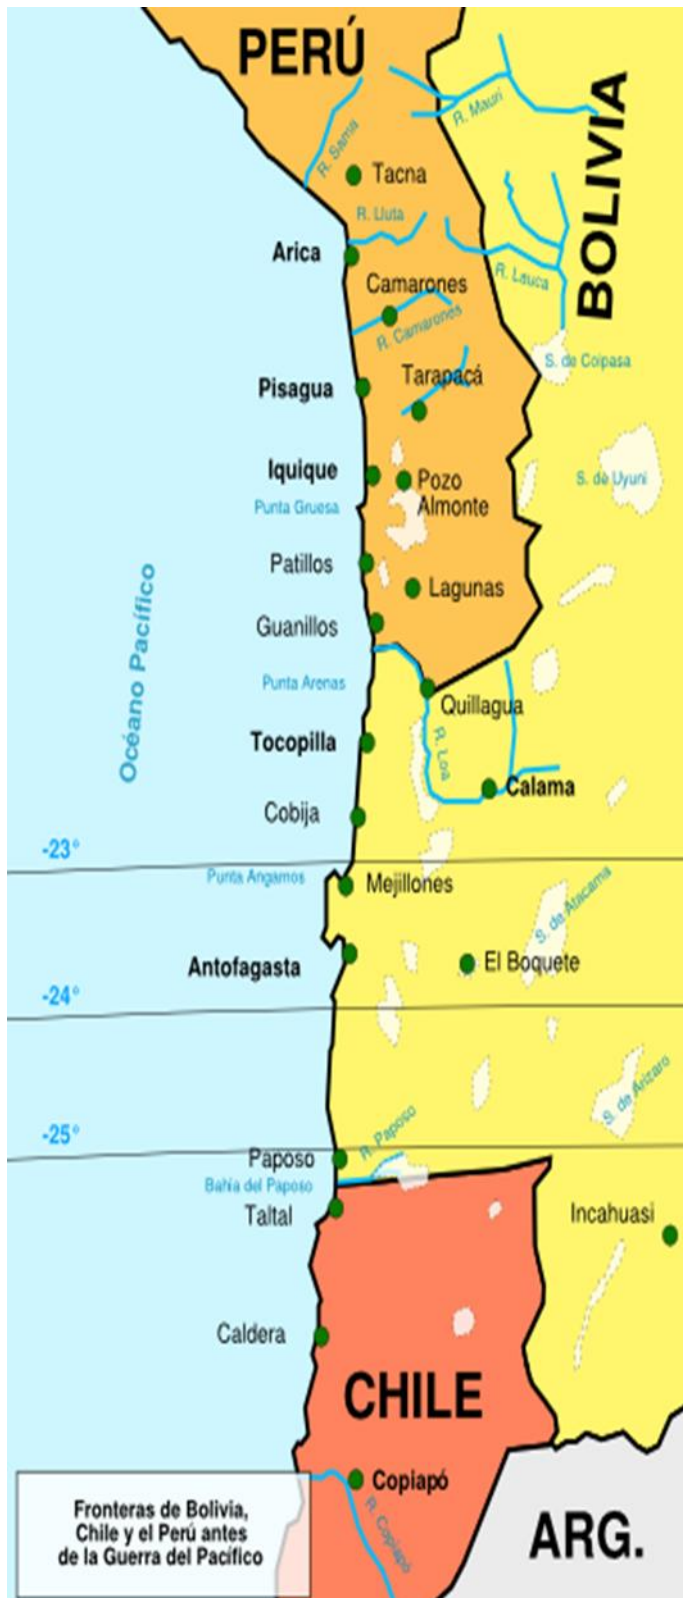 PERÚ
BOLIVIA
R. Mauri
R. Sama
Tacna
R. Lluta
Arica
R. Lauca
Camarones
R. Camarones
S. de Coipasa
Tarapacá
Pisagua
Iquique
Pozo
Almonte
S. de Uyuni
Punta Gruesa
Patillos
Lagunas
Guanillos
Océano Pacífico
Punta Arenas
Quillagua
R. Loa
Tocopilla
Calama
Cobija
-23°
Punta Angamos
Mejillones
S. de Atacama
Antofagasta
El Boquete
-24°
S. de Arizaro
-25°
R. Paposo
Paposo
Bahía del Paposo
Taltal
Incahuasi
Caldera
CHILE
Copiapó
R. Copiapó
ARG.
Fronteras de Bolivia,
Chile y el Perú antes
de la Guerra del Pacífico